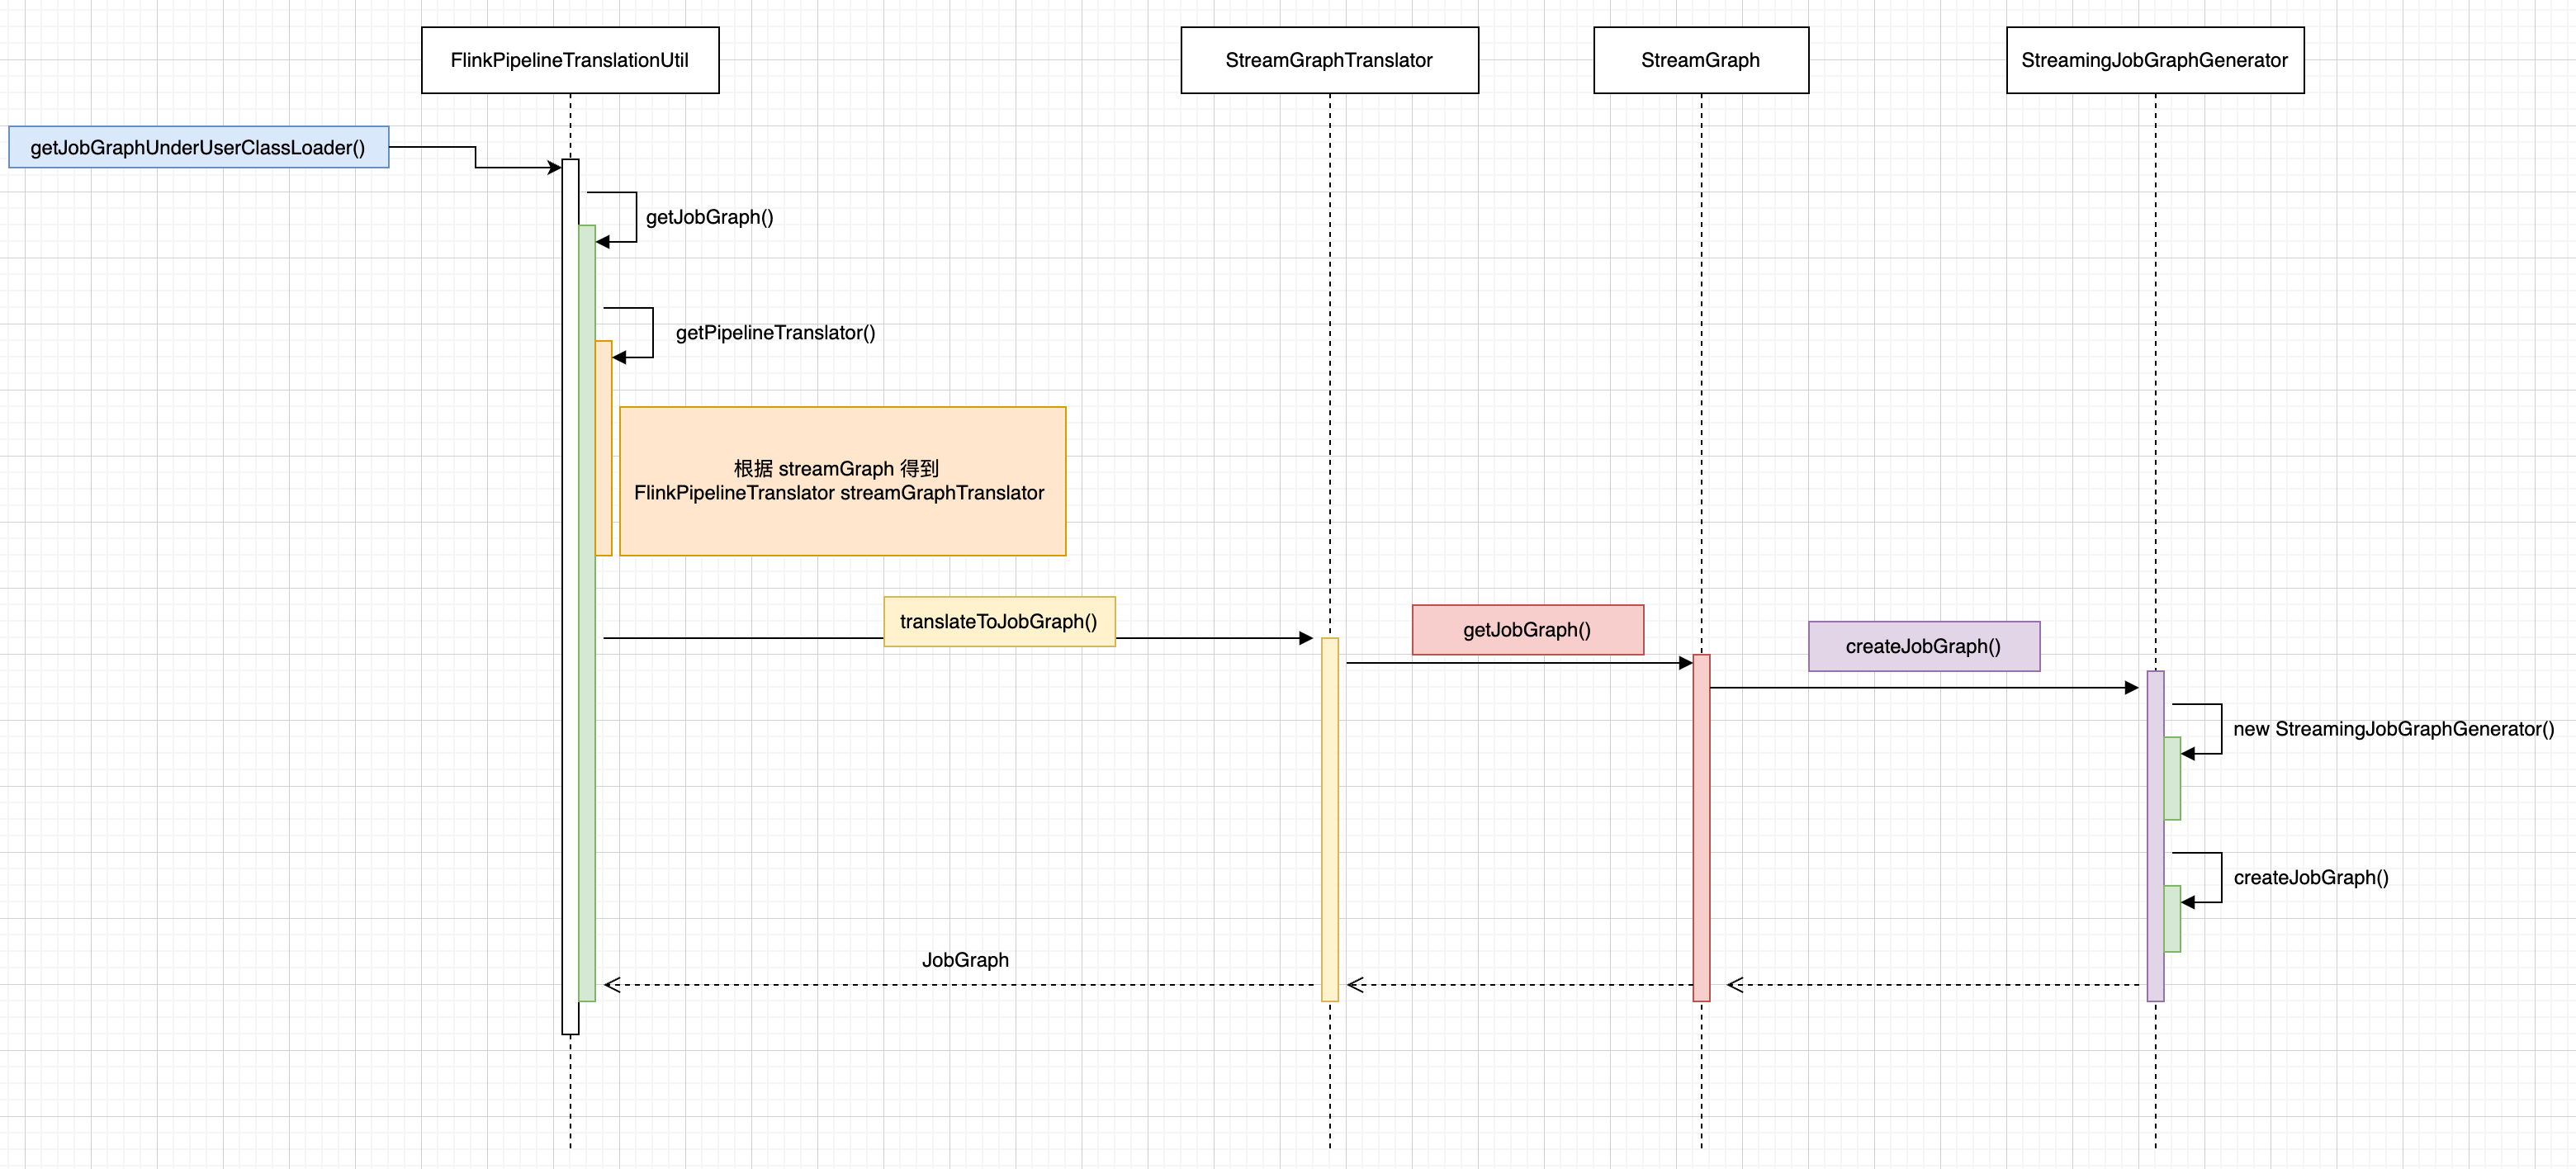 FlinkPipelineTranslationUtil
StreamGraphTranslator
StreamGraph
StreamingJobGraphGenerator
getJobGraphUnderUserClassLoader()
getJobGraph()
getPipelineTranslator()
根据 streamGraph 得到
FlinkPipelineTranslator streamGraphTranslator
translateToJobGraph()
getJobGraph()
createJobGraph()
new StreamingJobGraphGenerator()
createJobGraph()
JobGraph